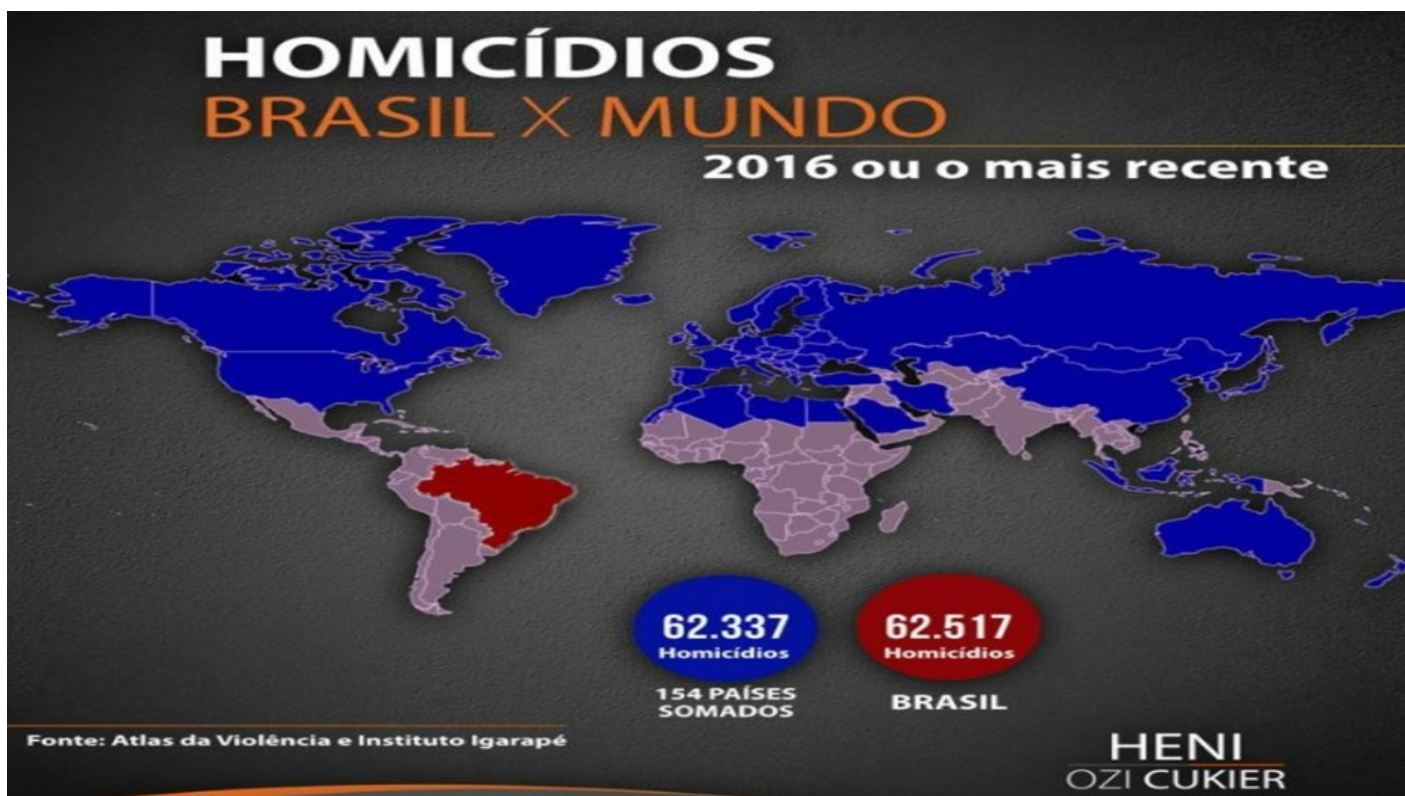 HOMICÍDIOS
BRASIL X MUNDO
2016 ou o mais recente
62.337
Homicídios
154 PAÍSES
SOMADOS
62.517
Homicídios
BRASIL
Fonte: Atlas da Violência e Instituto Igarapé
HENI
OZI CUKIER